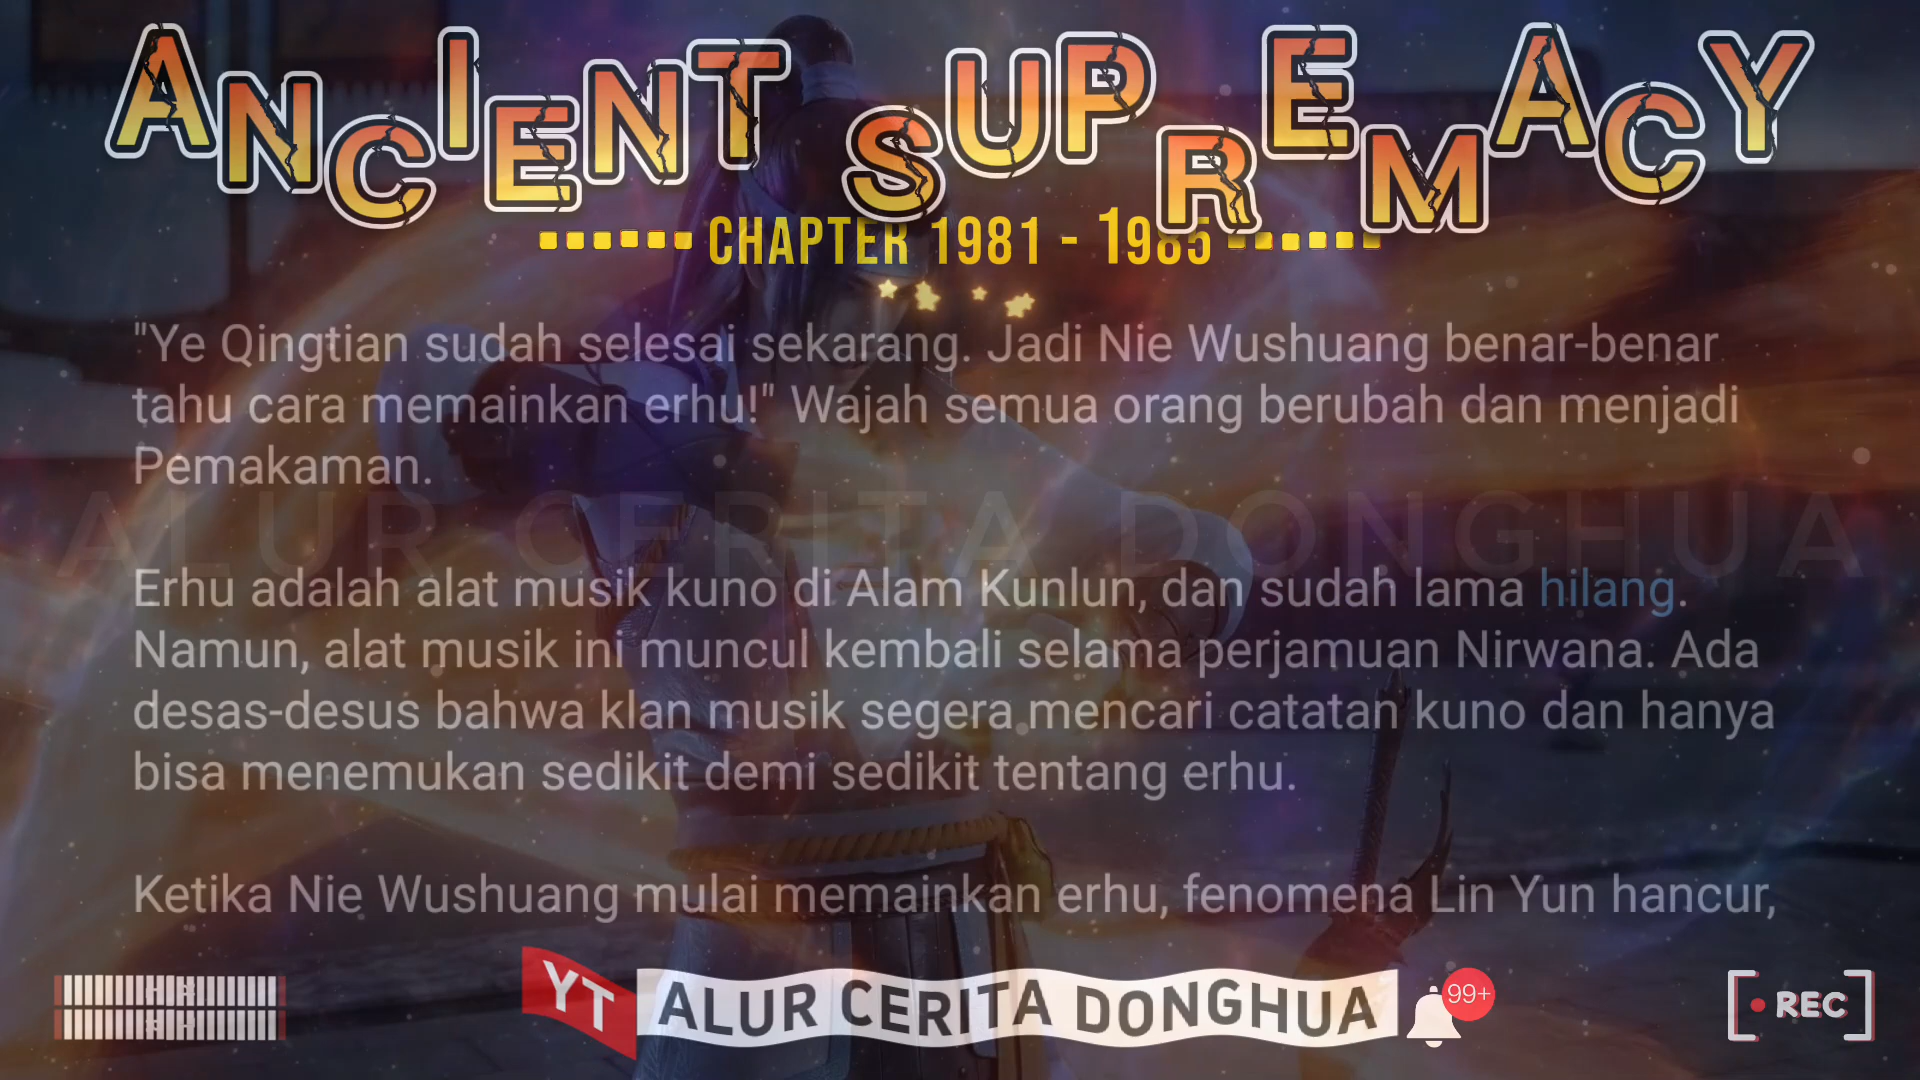 ANCIENT SUPREMACY
CHAPTER 1981 - 1985
"Ye Qingtian sudah selesai sekarang. Jadi Nie Wushuang benar-benar
tahu cara memainkan erhu!" Wajah semua orang berubah dan menjadi
Pemakaman.
ALUR CERITA DONGHUA
Erhu adalah alat musik kuno di Alam Kunlun, dan sudah lama hilang.
Namun, alat musik ini muncul kembali selama perjamuan Nirwana. Ada
desas-desus bahwa klan musik segera mencari catatan kuno dan hanya
bisa menemukan sedikit demi sedikit tentang erhu.
Ketika Nie Wushuang mulai memainkan erhu, fenomena Lin Yun hancur,
YT ALUR CERITA DONGHUA 99+
REC